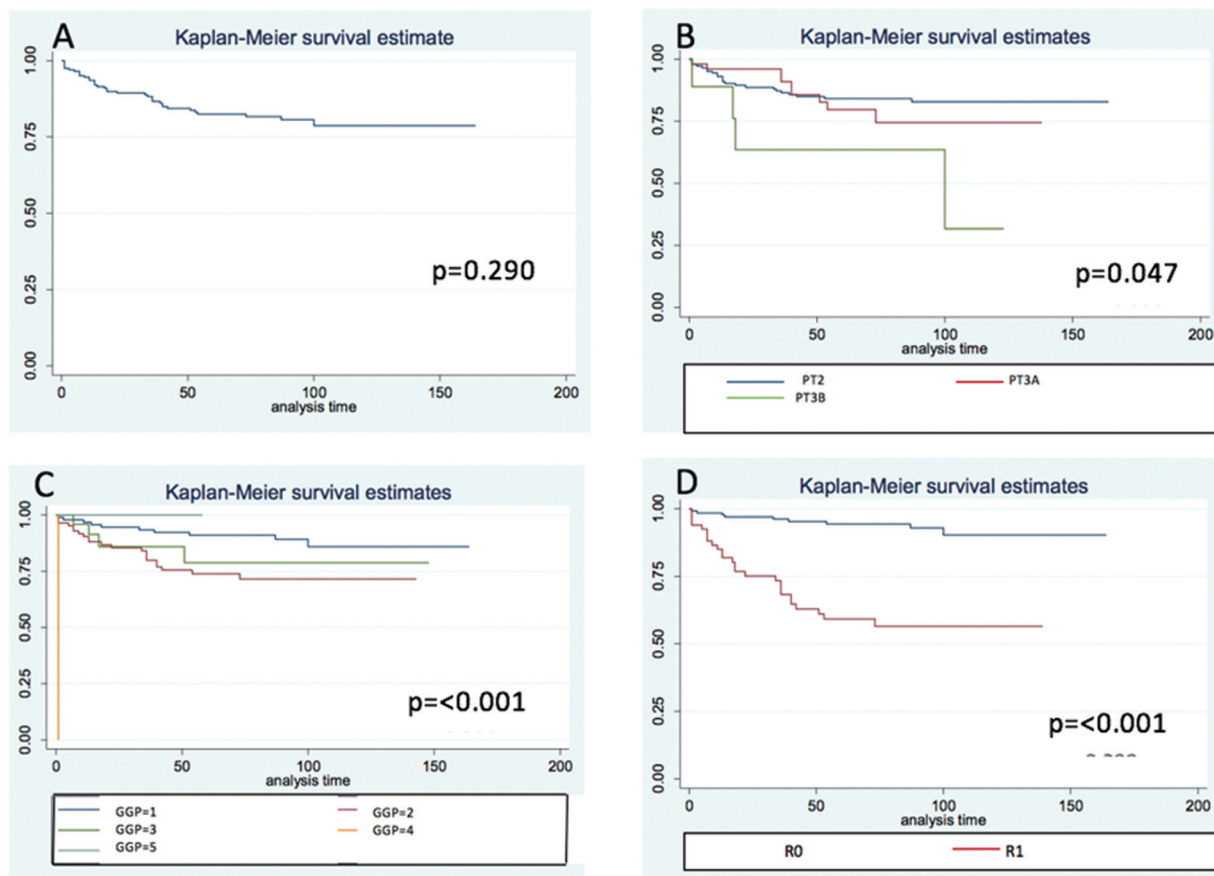 A
Kaplan-Meier survival estimate
1.00
0.75
0.50
0.25
0.00
p=0.290
0 50 100 150 200
analysis time
B
Kaplan-Meier survival estimates
1.00
0.75
0.50
0.25
0.00
p=0.047
0 50 100 150 200
analysis time
PT2 PT3A
PT3B
C
Kaplan-Meier survival estimates
1.00
0.75
0.50
0.25
0.00
p=<0.001
0 50 100 150 200
analysis time
GGP=1 GGP=2
GGP=3 GGP=4
GGP=5
D
Kaplan-Meier survival estimates
1.00
0.75
0.50
0.25
0.00
p=<0.001
0 50 100 150 200
analysis time
R0 R1